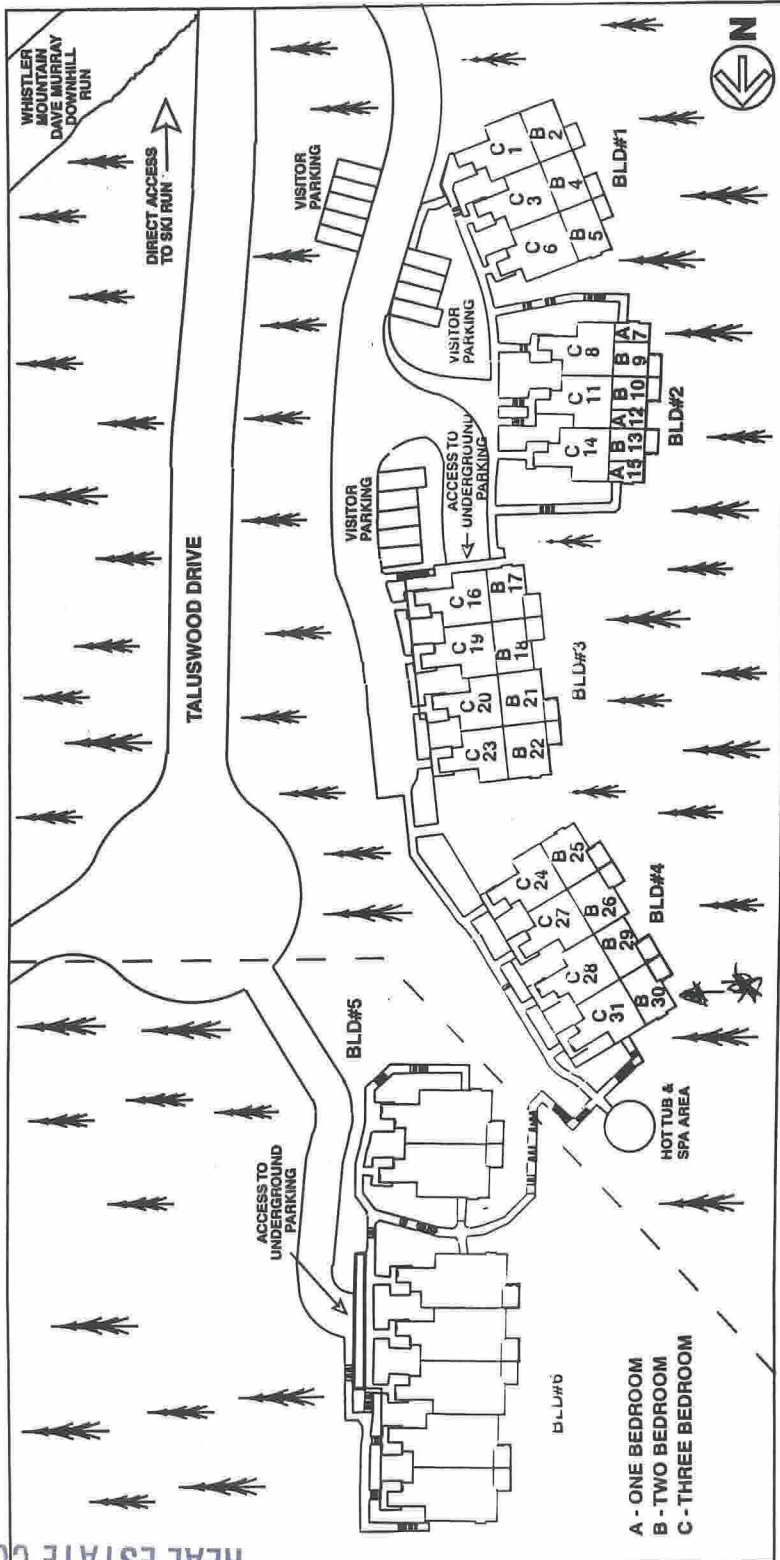 WHISTLER
MOUNTAIN
DAVE MURRAY
DOWNHILL
RUN
DIRECT ACCESS
TO SKI RUN
TALUSWOOD DRIVE
N
VISITOR
PARKING
VISITOR
PARKING
VISITOR
PARKING
ACCESS TO
UNDERGROUND
PARKING
C 1
B 2
C 3
B 4
C 6
B 5
BLD#1
C 8
A 7
B 9
C 11
B 10
A 12
C 14
B 13
A 15
BLD#2
C 16
B 17
C 19
B 18
C 20
B 21
C 23
B 22
BLD#3
C 24
B 25
C 27
B 26
C 28
B 29
C 31
B 30
BLD#4
HOT TUB &
SPA AREA
BLD#5
ACCESS TO
UNDERGROUND
PARKING
BLD#6
A - ONE BEDROOM
B - TWO BEDROOM
C - THREE BEDROOM
REAL ESTATE